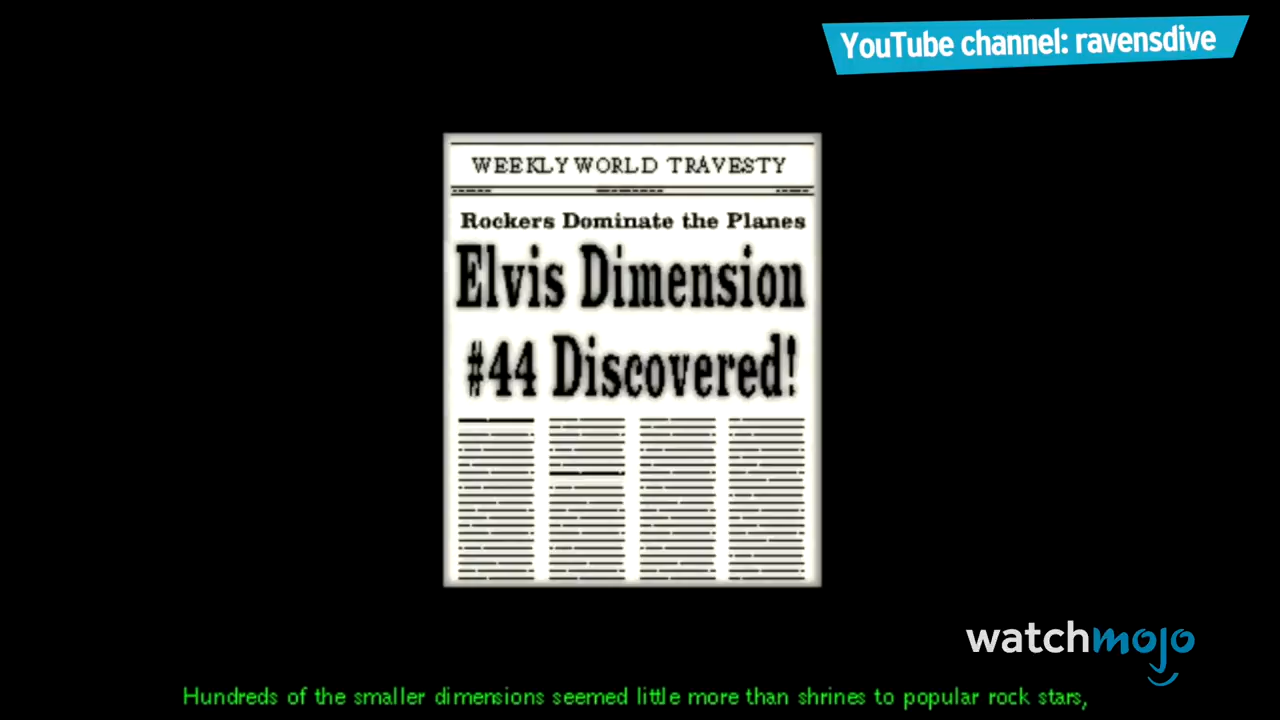 YouTube channel: ravensdive
WEEKLY WORLD TRAVESTY
Rockers Dominate the Planes
Elvis Dimension
#44 Discovered!
watchmojo
Hundreds of the smaller dimensions seemed little more than shrines to popular rock stars,